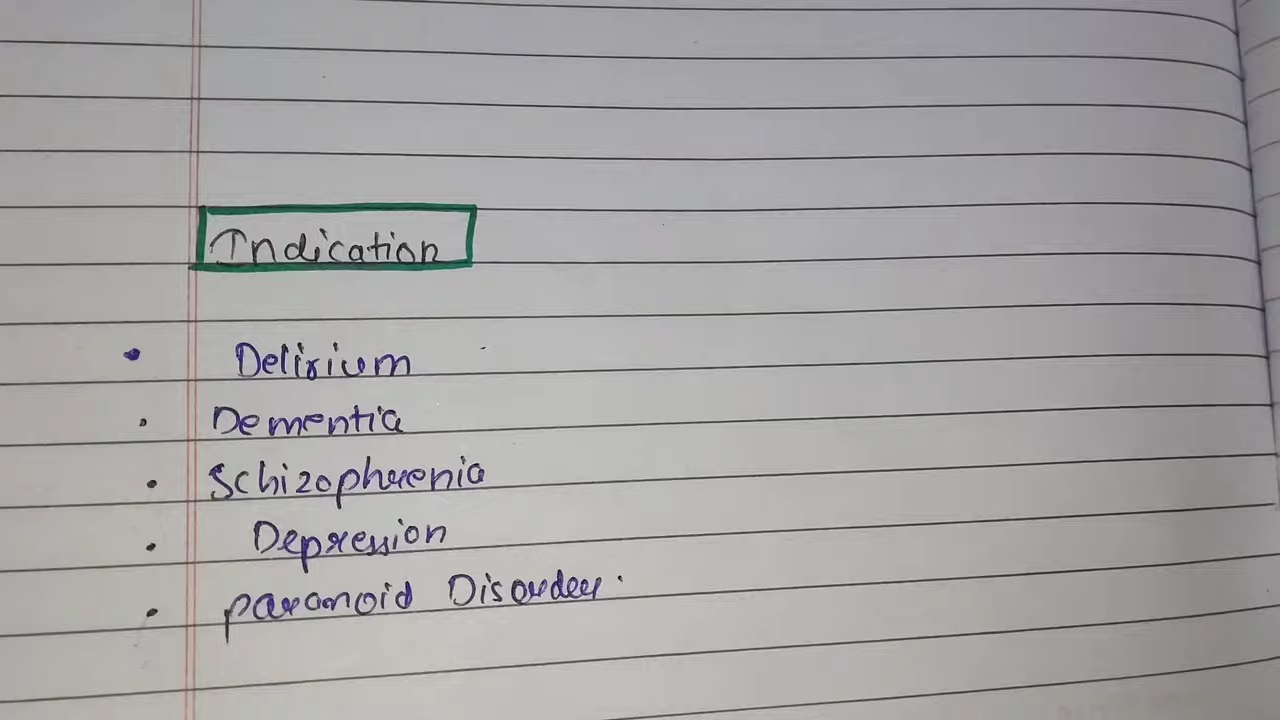 Indication
• Delirium
• Dementia
• Schizophrenia
• Depression
• paranoid Disorder.